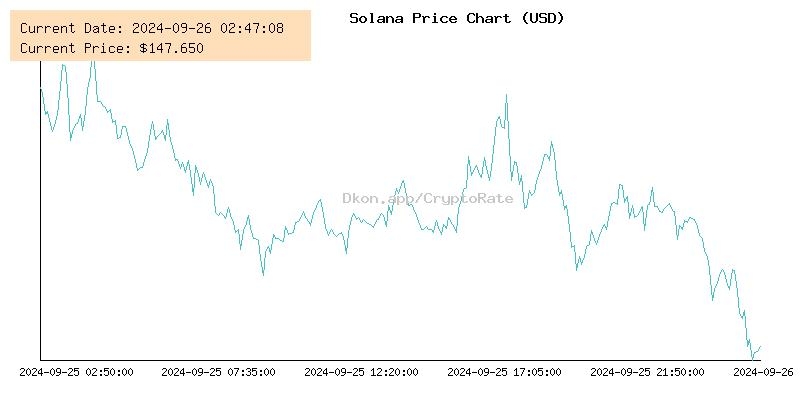 Solana Price Chart (USD)
Current Date: 2024-09-26 02:47:08
Current Price: $147.650
Dkon.app/CryptoRate
2024-09-25 02:50:00 2024-09-25 07:35:00 2024-09-25 12:20:00 2024-09-25 17:05:00 2024-09-25 21:50:00 2024-09-26